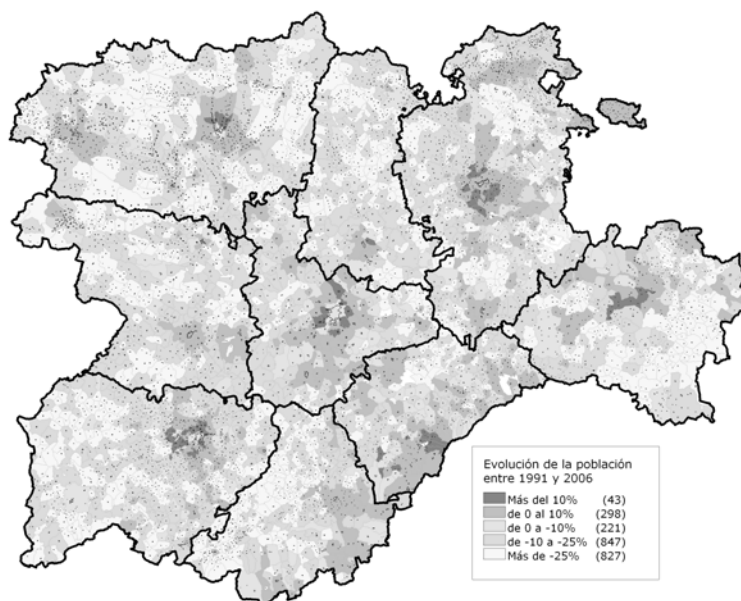 Evolución de la población
entre 1991 y 2006
Más del 10% (43)
de 0 al 10% (298)
de 0 a -10% (221)
de -10 a -25% (847)
Más de -25% (827)